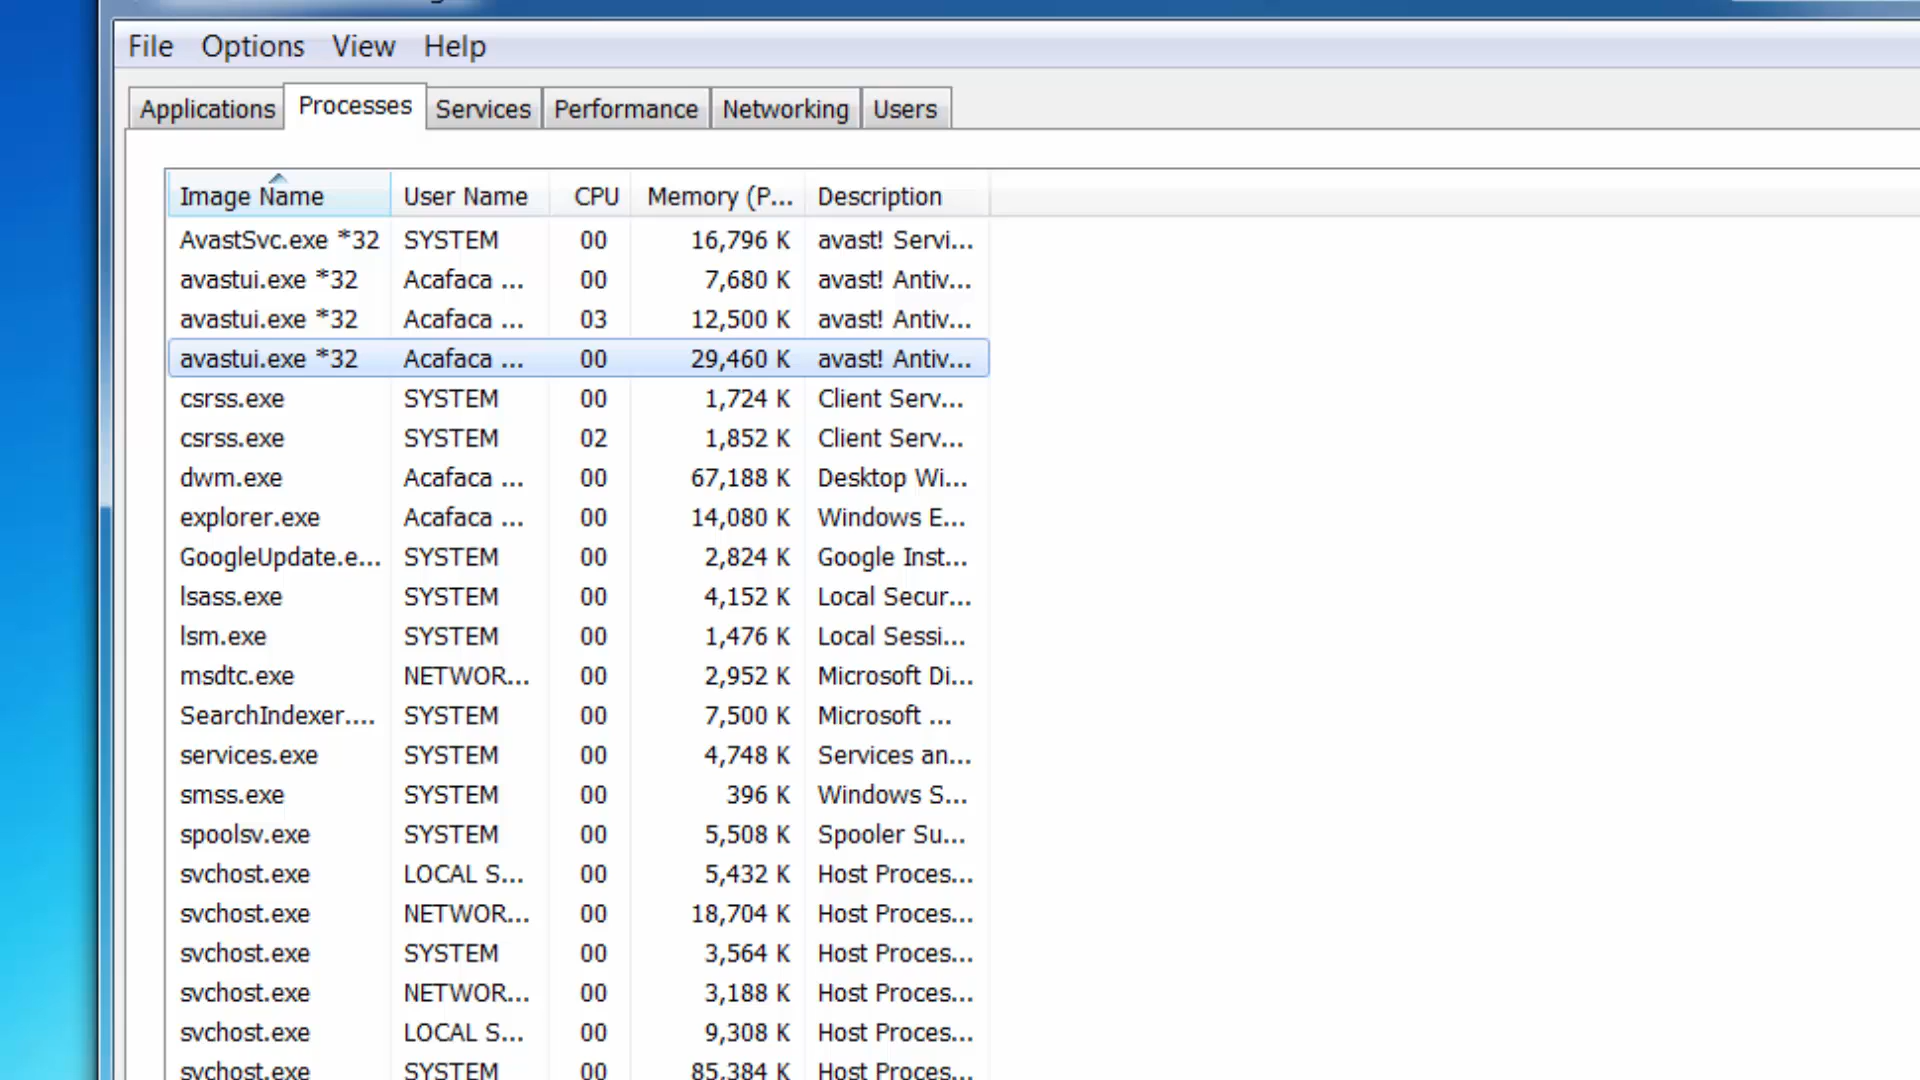 File Options View Help
Applications Processes Services Performance Networking Users
Image Name User Name CPU Memory (P... Description
AvastSvc.exe *32 SYSTEM 00 16,796 K avast! Servi...
avastui.exe *32 Acafaca ... 00 7,680 K avast! Antiv...
avastui.exe *32 Acafaca ... 03 12,500 K avast! Antiv...
avastui.exe *32 Acafaca ... 00 29,460 K avast! Antiv...
csrss.exe SYSTEM 00 1,724 K Client Serv...
csrss.exe SYSTEM 02 1,852 K Client Serv...
dwm.exe Acafaca ... 00 67,188 K Desktop Wi...
explorer.exe Acafaca ... 00 14,080 K Windows E...
GoogleUpdate.e... SYSTEM 00 2,824 K Google Inst...
lsass.exe SYSTEM 00 4,152 K Local Secur...
lsm.exe SYSTEM 00 1,476 K Local Sessi...
msdtc.exe NETWOR... 00 2,952 K Microsoft Di...
SearchIndexer.... SYSTEM 00 7,500 K Microsoft ...
services.exe SYSTEM 00 4,748 K Services an...
smss.exe SYSTEM 00 396 K Windows S...
spoolsv.exe SYSTEM 00 5,508 K Spooler Su...
svchost.exe LOCAL S... 00 5,432 K Host Proces...
svchost.exe NETWOR... 00 18,704 K Host Proces...
svchost.exe SYSTEM 00 3,564 K Host Proces...
svchost.exe NETWOR... 00 3,188 K Host Proces...
svchost.exe LOCAL S... 00 9,308 K Host Proces...
svchost.exe SYSTEM 00 85,384 K Host Proces...